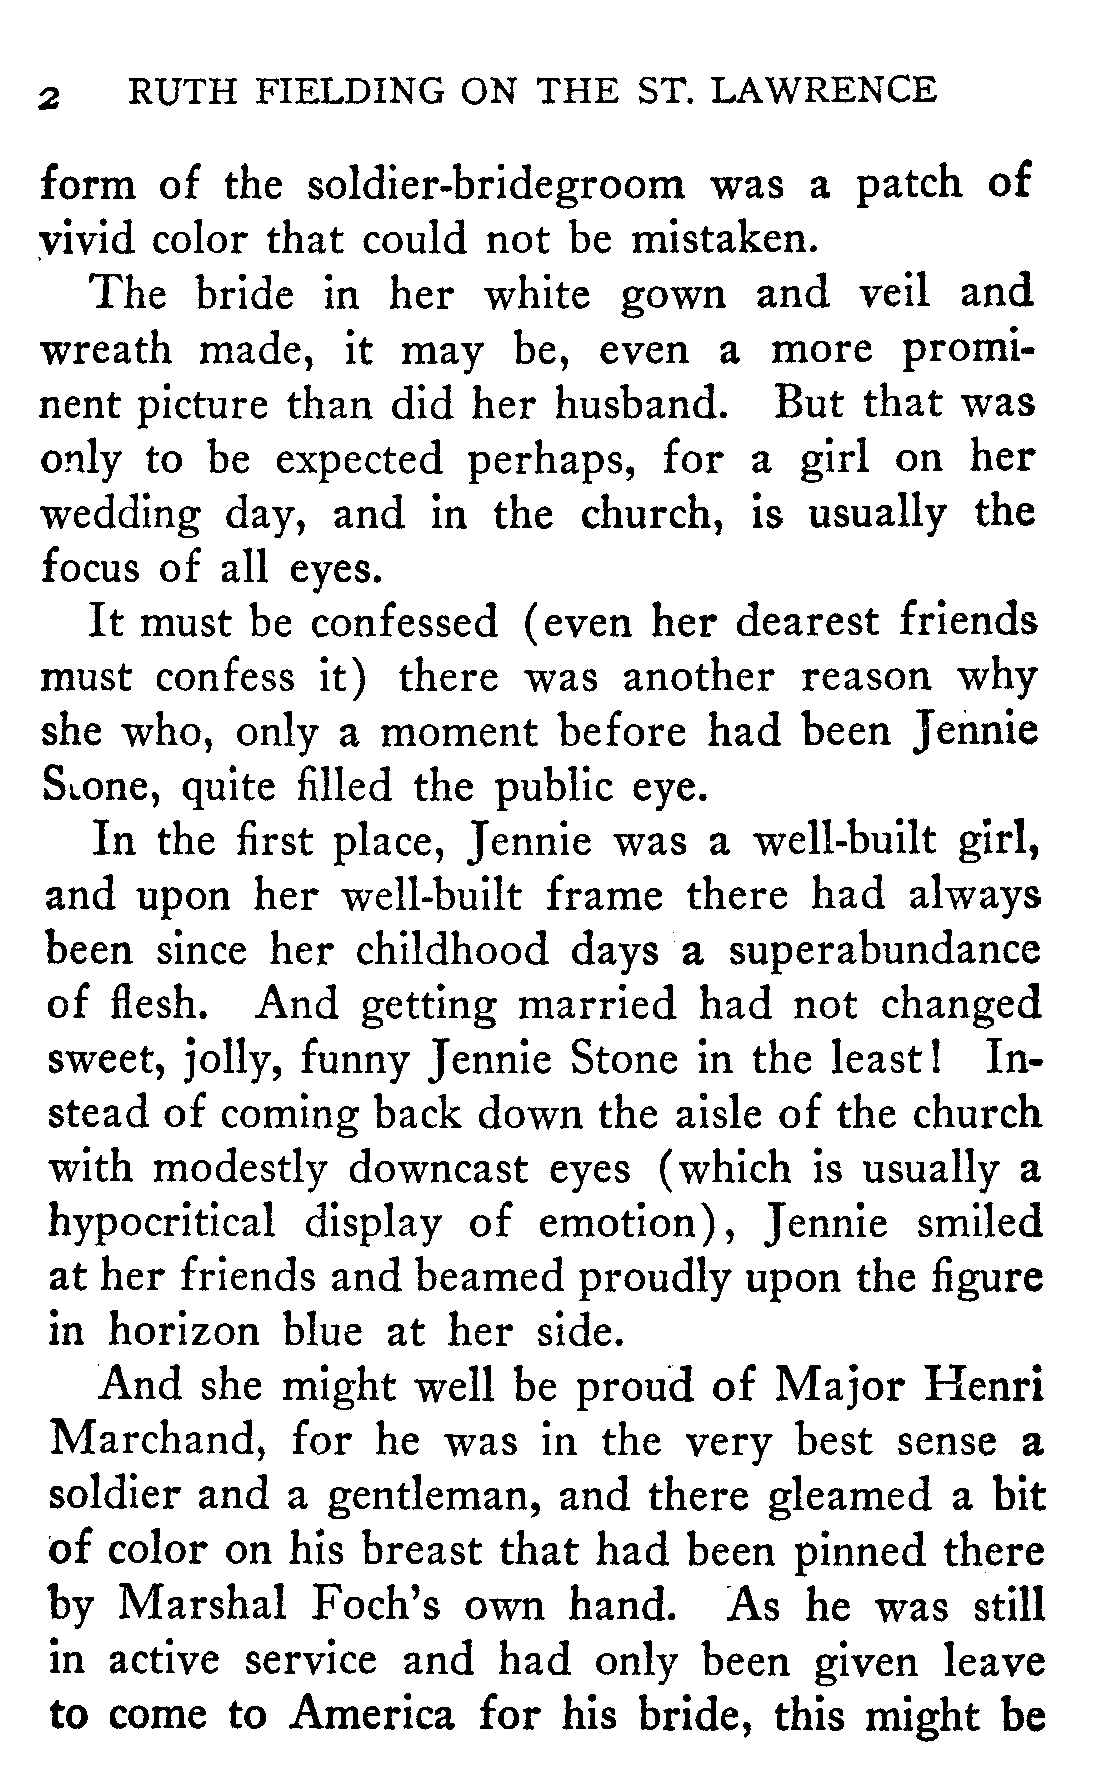 2 RUTH FIELDING ON THE ST. LAWRENCE
form of the soldier-bridegroom was a patch of
vivid color that could not be mistaken.
The bride in her white gown and veil and
wreath made, it may be, even a more promi-
nent picture than did her husband. But that was
only to be expected perhaps, for a girl on her
wedding day, and in the church, is usually the
focus of all eyes.
It must be confessed (even her dearest friends
must confess it) there was another reason why
she who, only a moment before had been Jennie
Stone, quite filled the public eye.
In the first place, Jennie was a well-built girl,
and upon her well-built frame there had always
been since her childhood days a superabundance
of flesh. And getting married had not changed
sweet, jolly, funny Jennie Stone in the least! In-
stead of coming back down the aisle of the church
with modestly downcast eyes (which is usually a
hypocritical display of emotion), Jennie smiled
at her friends and beamed proudly upon the figure
in horizon blue at her side.
And she might well be proud of Major Henri
Marchand, for he was in the very best sense a
soldier and a gentleman, and there gleamed a bit
of color on his breast that had been pinned there
by Marshal Foch's own hand. As he was still
in active service and had only been given leave
to come to America for his bride, this might be